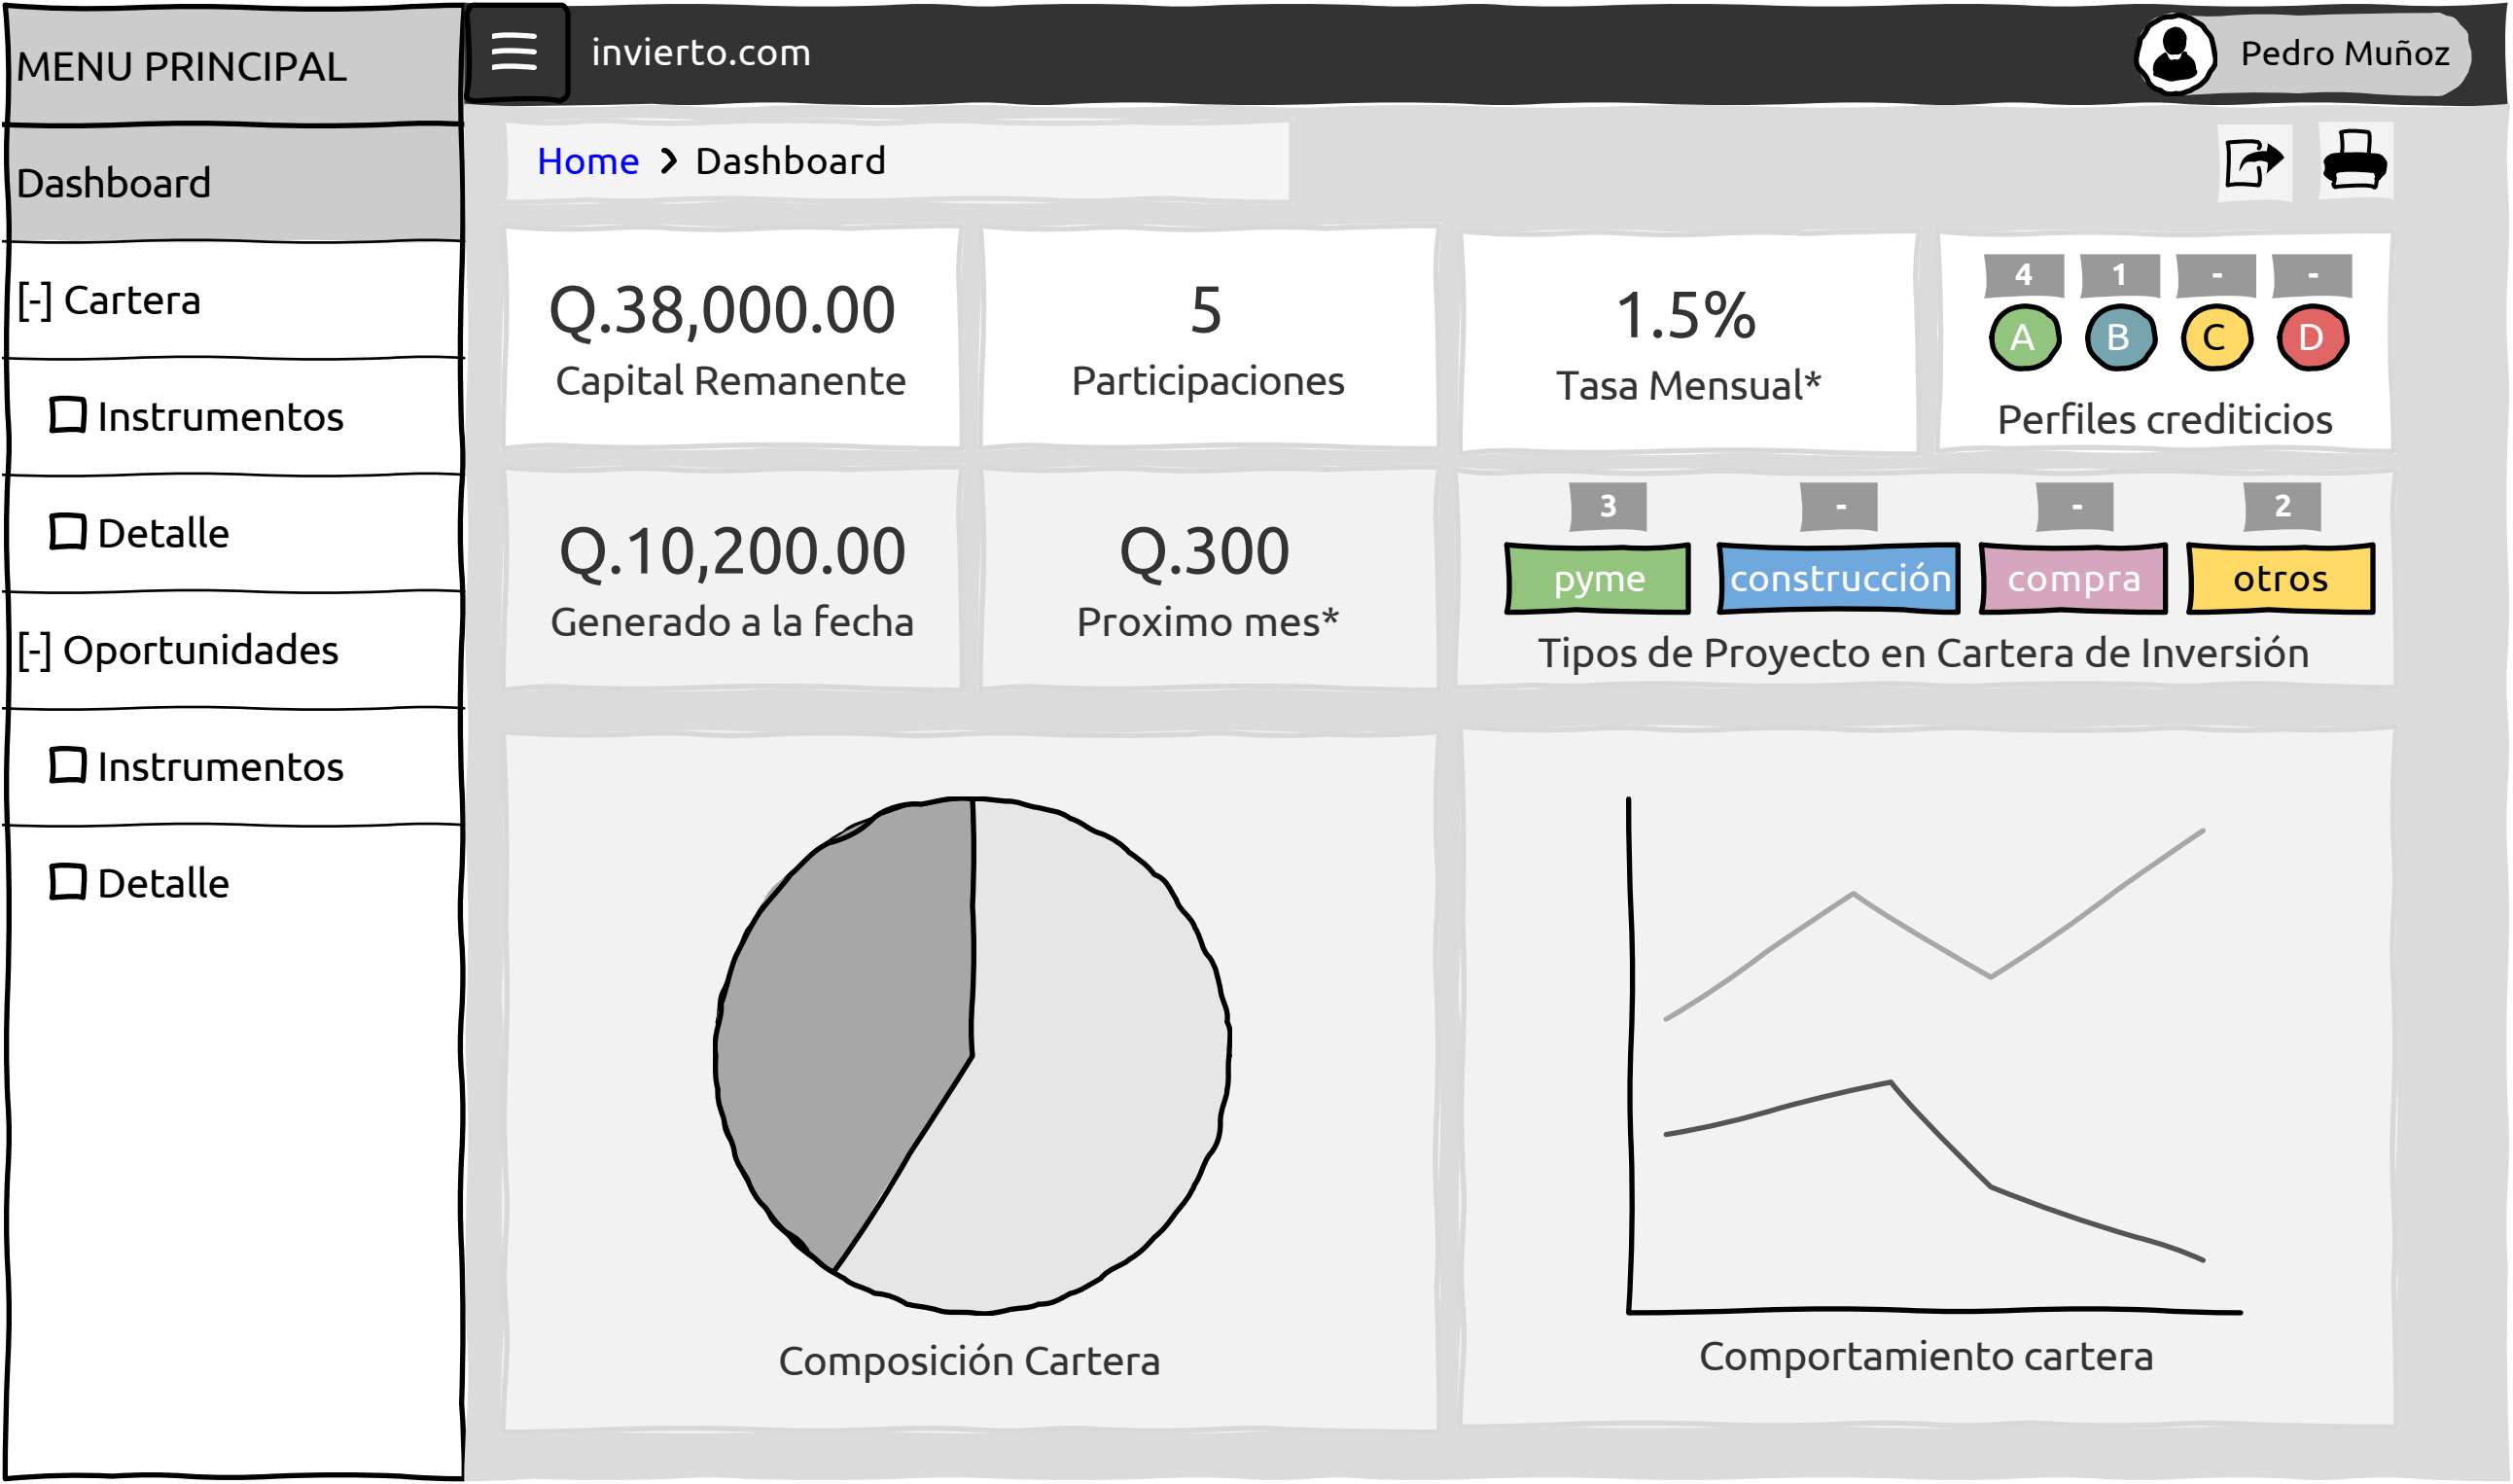 MENU PRINCIPAL
Dashboard
[-] Cartera
Instrumentos
Detalle
[-] Oportunidades
Instrumentos
Detalle
invierto.com
Pedro Muñoz
Home > Dashboard
Q.38,000.00
Capital Remanente
5
Participaciones
1.5%
Tasa Mensual*
4 1 - -
A B C D
Perfiles crediticios
Q.10,200.00
Generado a la fecha
Q.300
Proximo mes*
3 - - 2
pyme construcción compra otros
Tipos de Proyecto en Cartera de Inversión
Composición Cartera
Comportamiento cartera